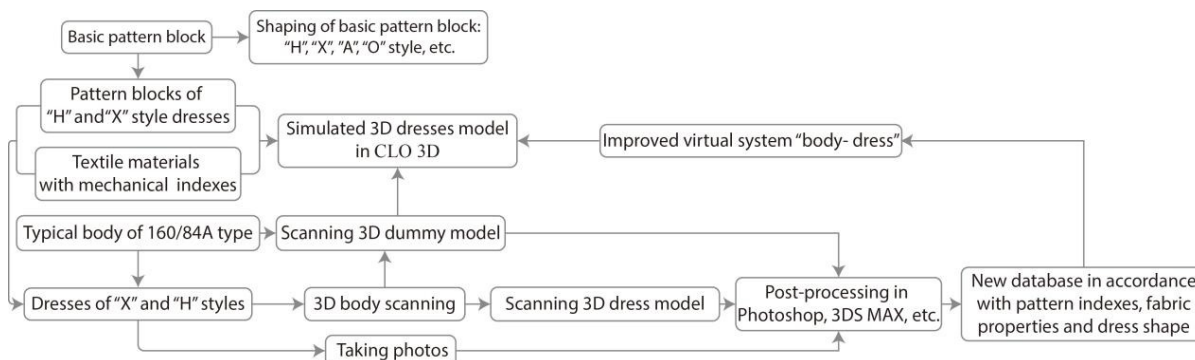 Basic pattern block
Shaping of basic pattern block:
“H”, “X”, ”A”, “O” style, etc.
Pattern blocks of
“H” and“X” style dresses
Textile materials
with mechanical indexes
Simulated 3D dresses model
in CLO 3D
Improved virtual system “body- dress”
Typical body of 160/84A type
Scanning 3D dummy model
Dresses of “X” and “H” styles
3D body scanning
Scanning 3D dress model
Post-processing in
Photoshop, 3DS MAX, etc.
New database in accordance
with pattern indexes, fabric
properties and dress shape
Taking photos